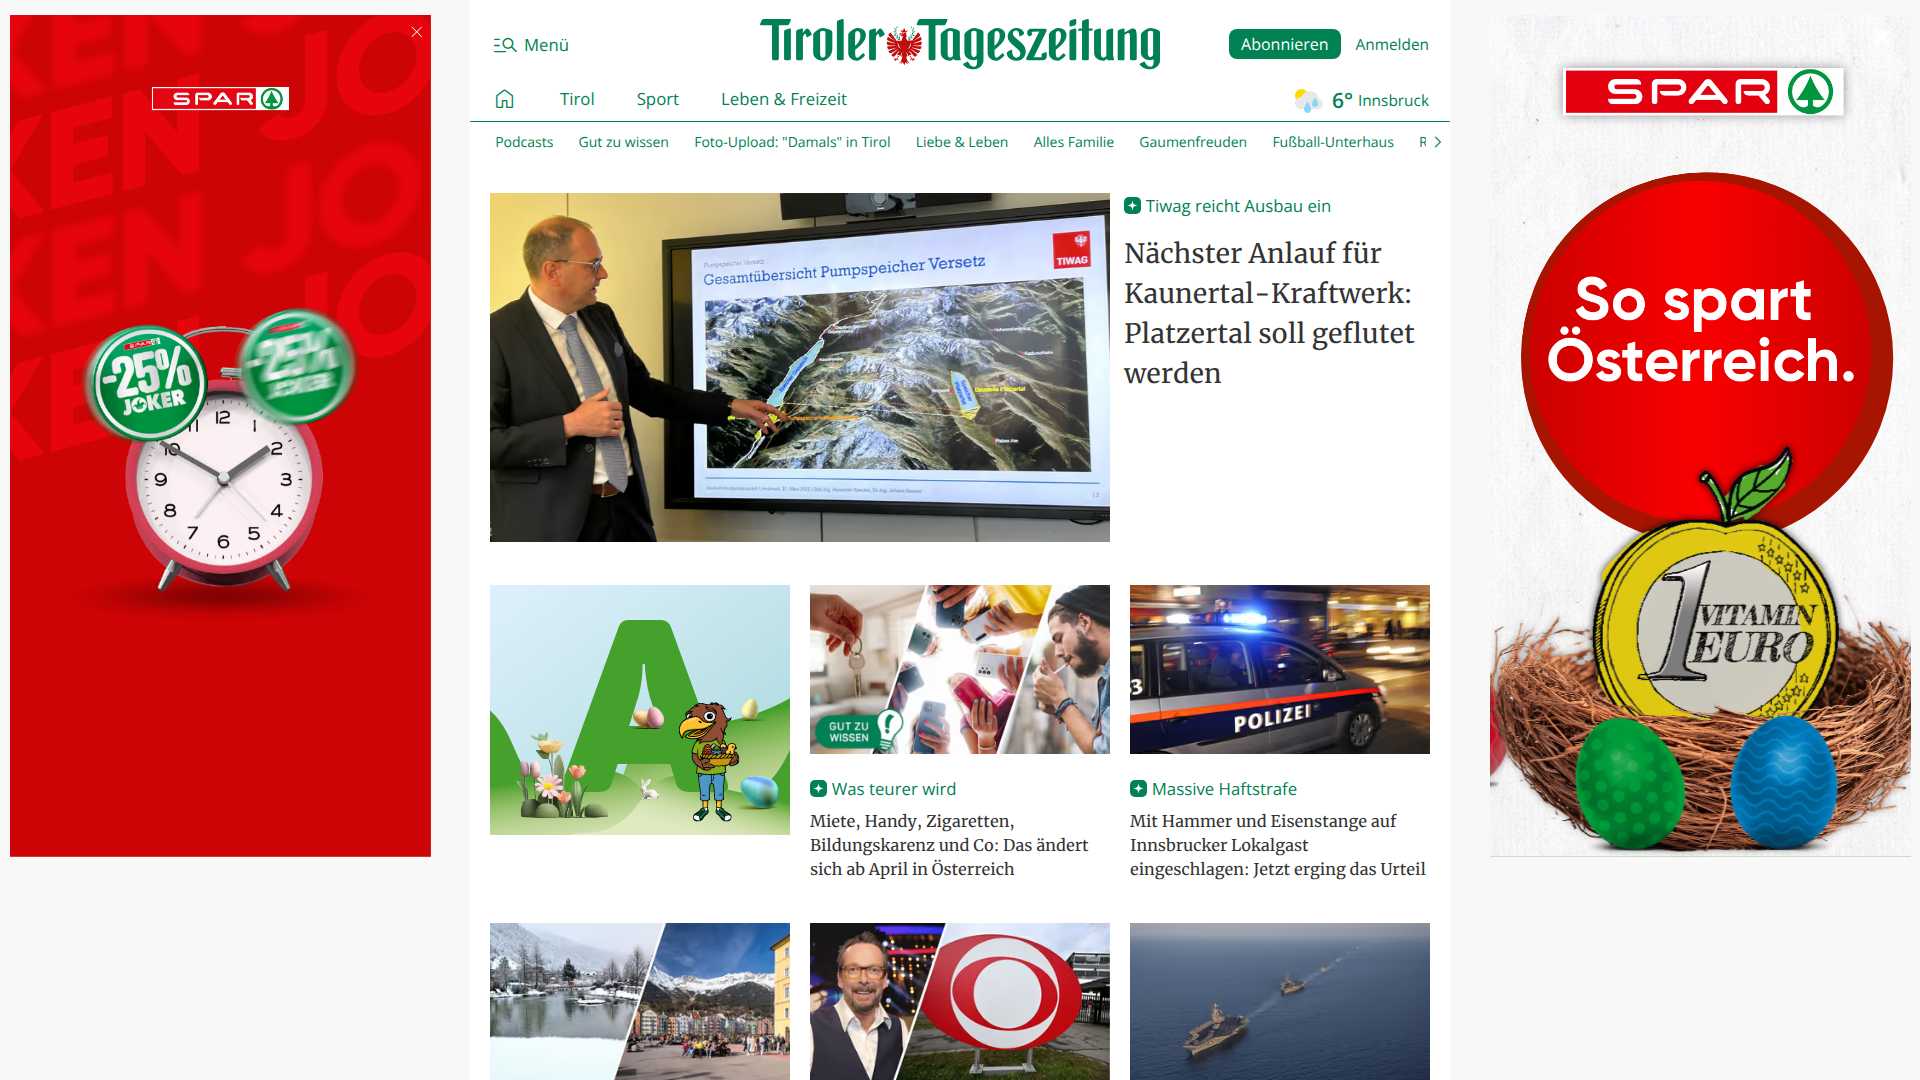 Menü
Tiroler Tageszeitung
Abonnieren
Anmelden
Tirol
Sport
Leben & Freizeit
6° Innsbruck
Podcasts
Gut zu wissen
Foto-Upload: "Damals" in Tirol
Liebe & Leben
Alles Familie
Gaumenfreuden
Fußball-Unterhaus
SPAR
-25%
JOKER
-25%
JOKER
12
1
2
3
4
5
6
7
8
9
10
11
Pumpspeicher Versetz
Gesamtübersicht Pumpspeicher Versetz
TIWAG
Tiwag reicht Ausbau ein
Nächster Anlauf für
Kaunertal-Kraftwerk:
Platzertal soll geflutet
werden
A
GUT ZU
WISSEN
Was teurer wird
Miete, Handy, Zigaretten,
Bildungskarenz und Co: Das ändert
sich ab April in Österreich
POLIZEI
3
Massive Haftstrafe
Mit Hammer und Eisenstange auf
Innsbrucker Lokalgast
eingeschlagen: Jetzt erging das Urteil
SPAR
So spart
Österreich.
1 VITAMIN
EURO